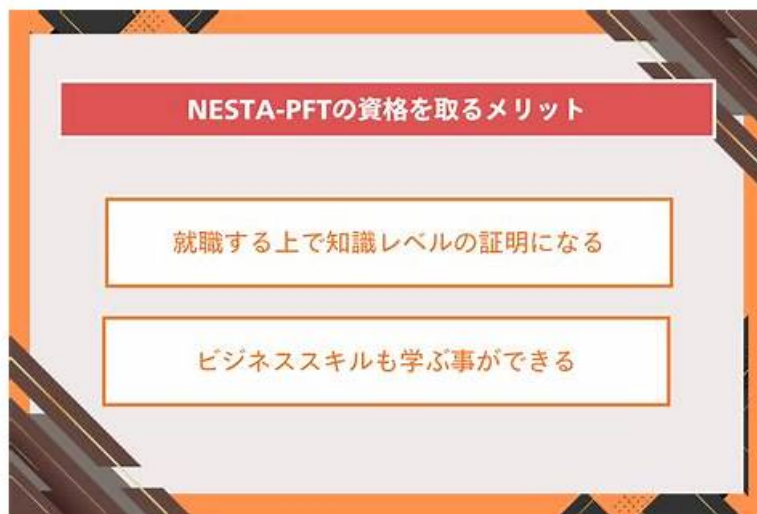 NESTA-PFTの資格を取るメリット
就職する上で知識レベルの証明になる
ビジネススキルも学ぶ事ができる